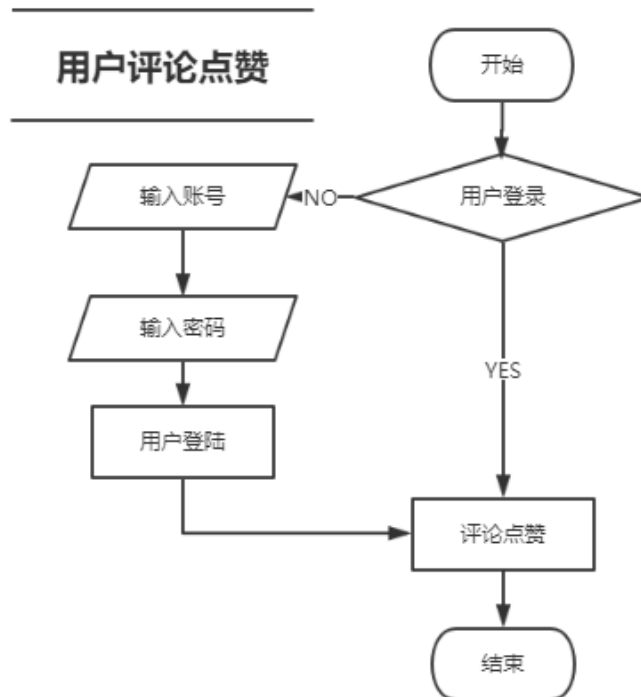 用户评论点赞
开始
用户登录
NO
输入账号
输入密码
用户登陆
YES
评论点赞
结束